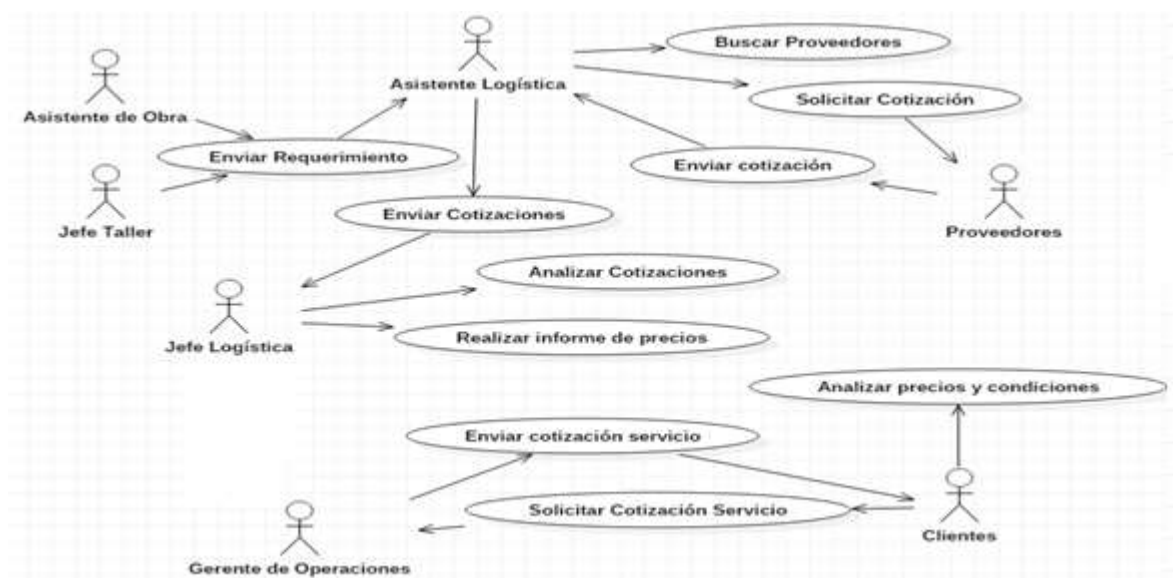 Buscar Proveedores
Asistente Logística
Solicitar Cotización
Asistente de Obra
Enviar Requerimiento
Enviar cotización
Jefe Taller
Enviar Cotizaciones
Proveedores
Analizar Cotizaciones
Jefe Logística
Realizar informe de precios
Analizar precios y condiciones
Enviar cotización servicio
Solicitar Cotización Servicio
Clientes
Gerente de Operaciones